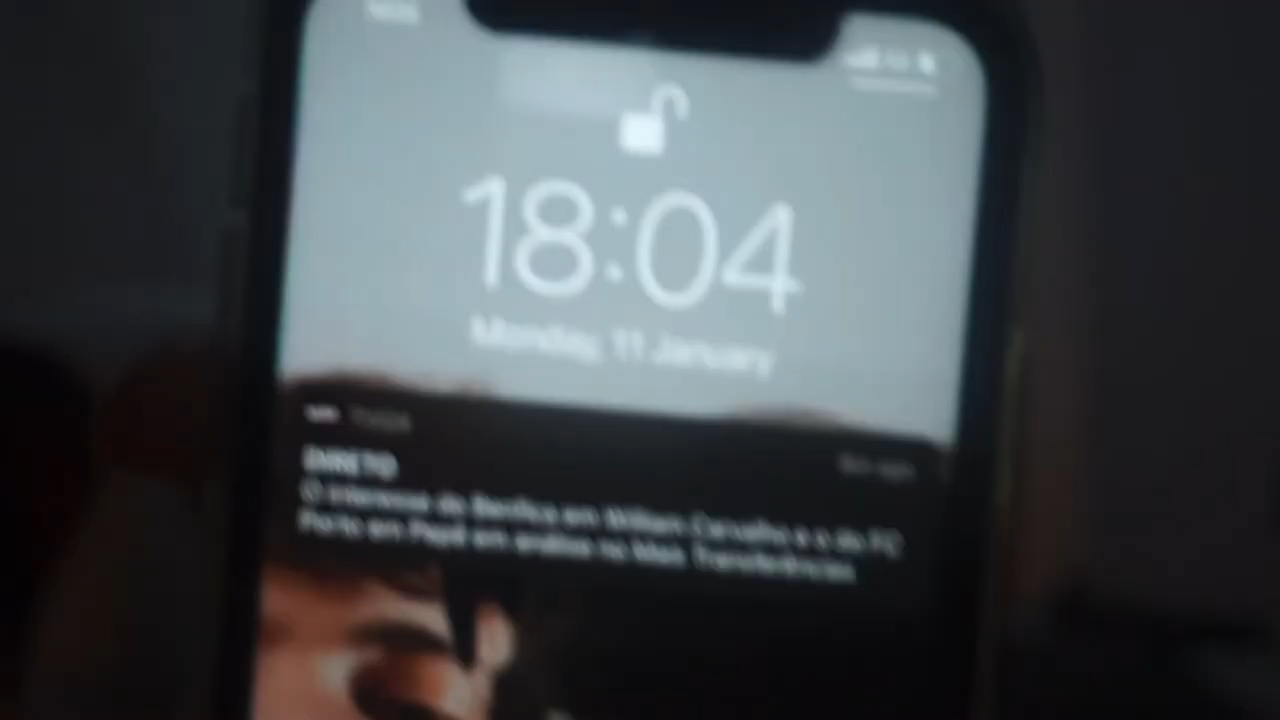 18:04
Monday, 11 January
TVI24
DIRETO
O interesse do Benfica em William Carvalho e o do FC
Porto em Pepê em análise no Mais Transferências